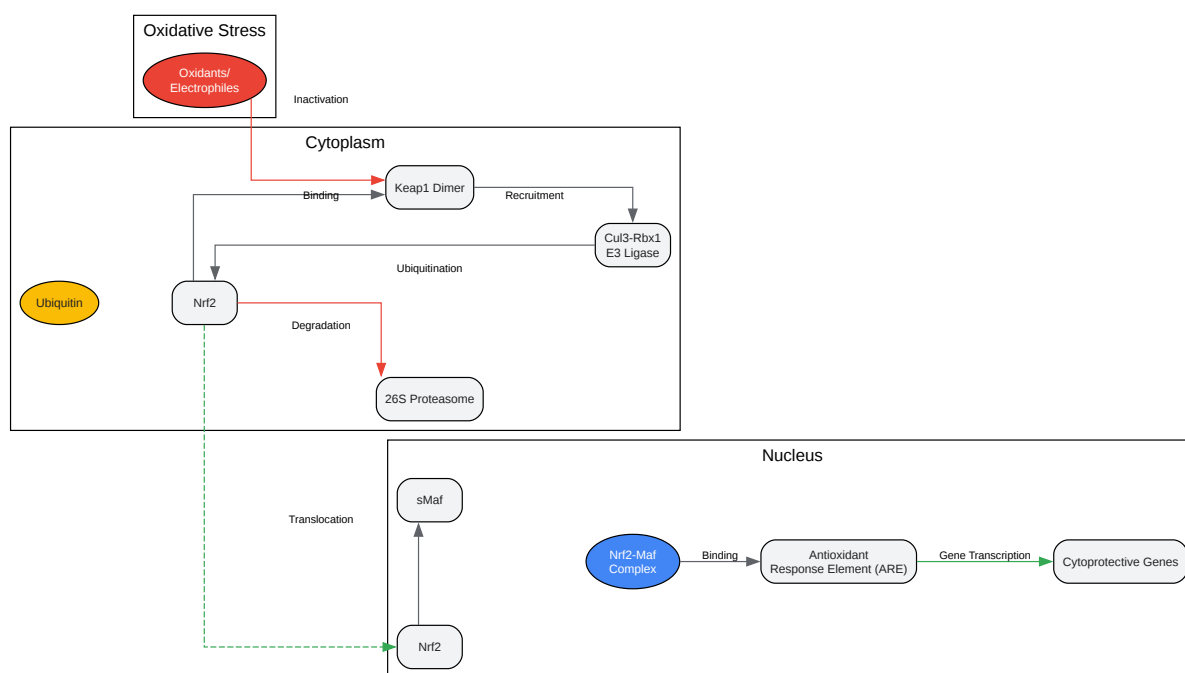 Oxidative Stress
Oxidants/
Electrophiles
Inactivation
Cytoplasm
Keap1 Dimer
Binding
Recruitment
Cul3-Rbx1
E3 Ligase
Ubiquitination
Ubiquitin
Nrf2
Degradation
26S Proteasome
Nucleus
sMaf
Translocation
Nrf2-Maf
Complex
Binding
Antioxidant
Response Element (ARE)
Gene Transcription
Cytoprotective Genes
Nrf2